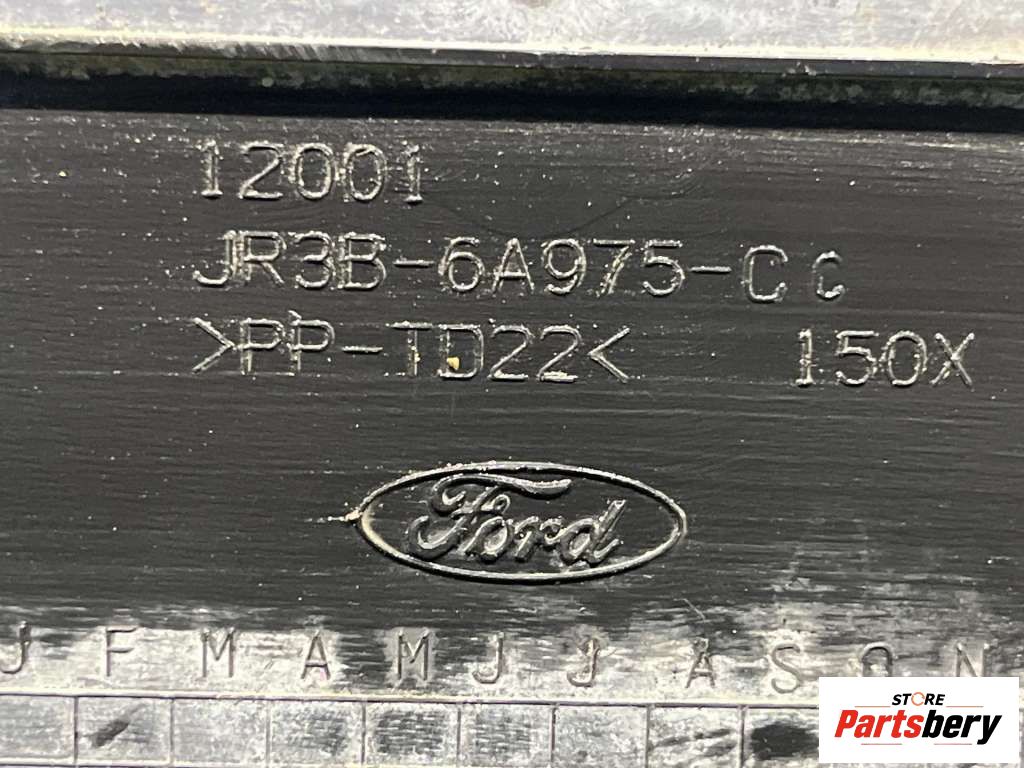 12001
JR3B-6A975-CC
>PP-TD22< 150X
Ford
J F M A M J J A S O N
STORE
Partsbery